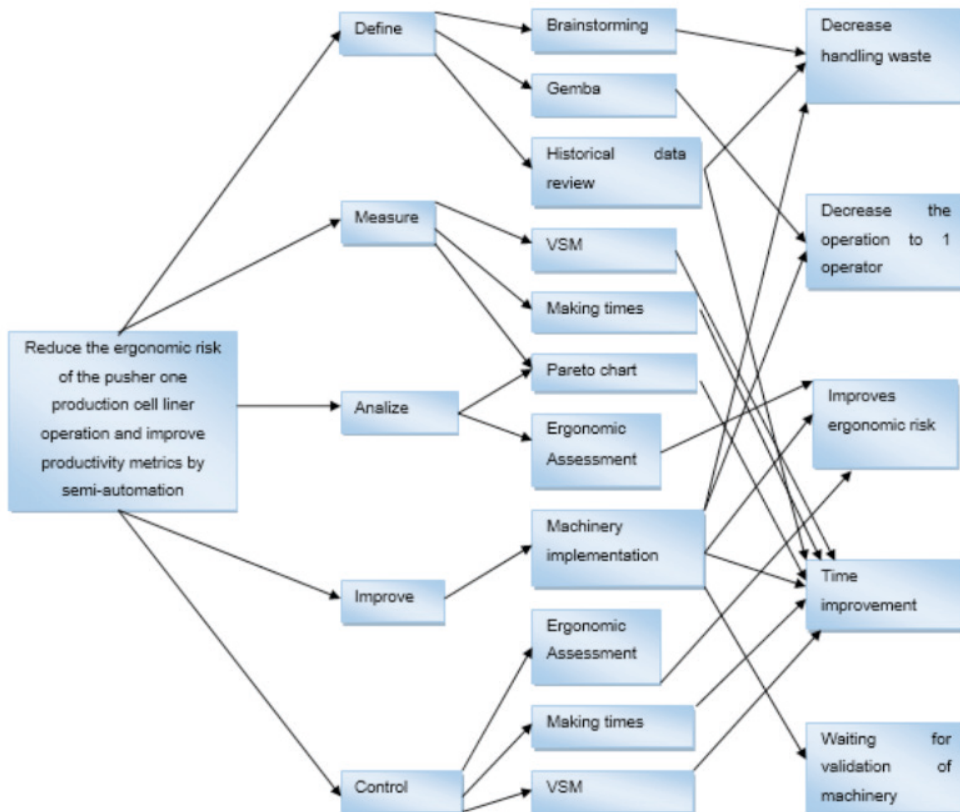 Define
Brainstorming
Decrease
handling waste
Gemba
Historical data
review
Measure
VSM
Decrease the
operation to 1
operator
Making times
Reduce the ergonomic risk
of the pusher one
production cell liner
operation and improve
productivity metrics by
semi-automation
Analize
Pareto chart
Ergonomic
Assessment
Improves
ergonomic risk
Machinery
implementation
Improve
Time
improvement
Ergonomic
Assessment
Making times
Control
VSM
Waiting for
validation of
machinery